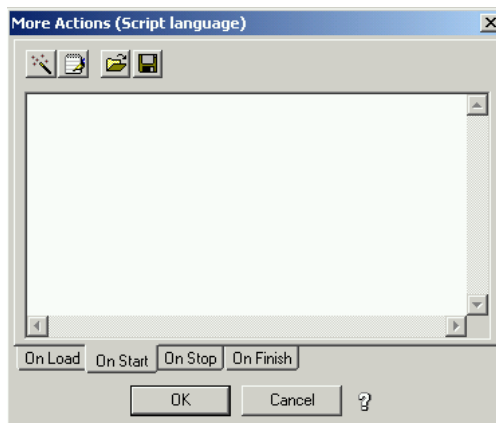 More Actions (Script language)
On Load On Start On Stop On Finish
OK Cancel ?